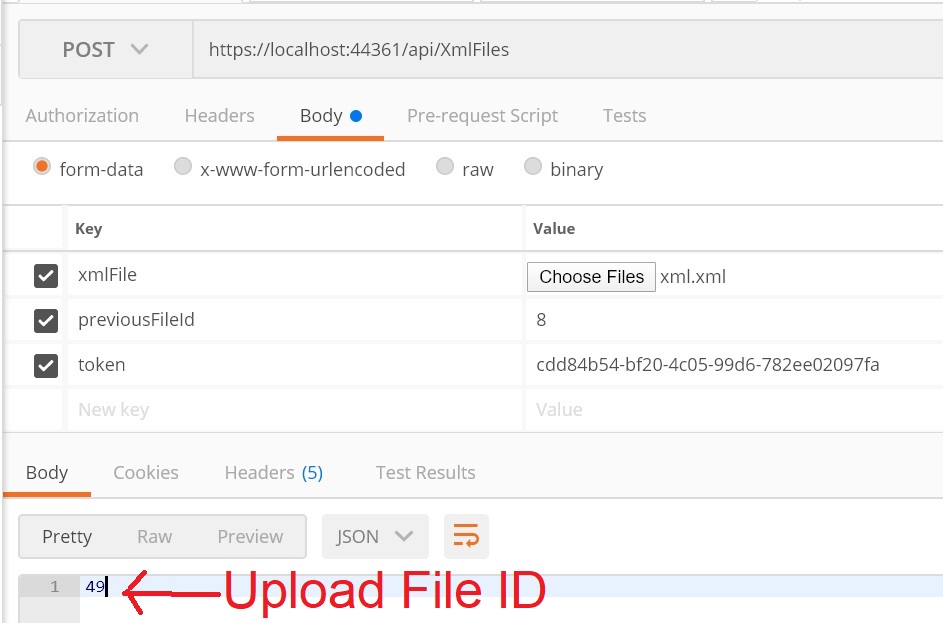 POST https://localhost:44361/api/XmlFiles
Authorization Headers Body Pre-request Script Tests
form-data x-www-form-urlencoded raw binary
Key Value
xmlFile Choose Files xml.xml
previousFileId 8
token cdd84b54-bf20-4c05-99d6-782ee02097fa
New key Value
Body Cookies Headers (5) Test Results
Pretty Raw Preview JSON
1 49 Upload File ID